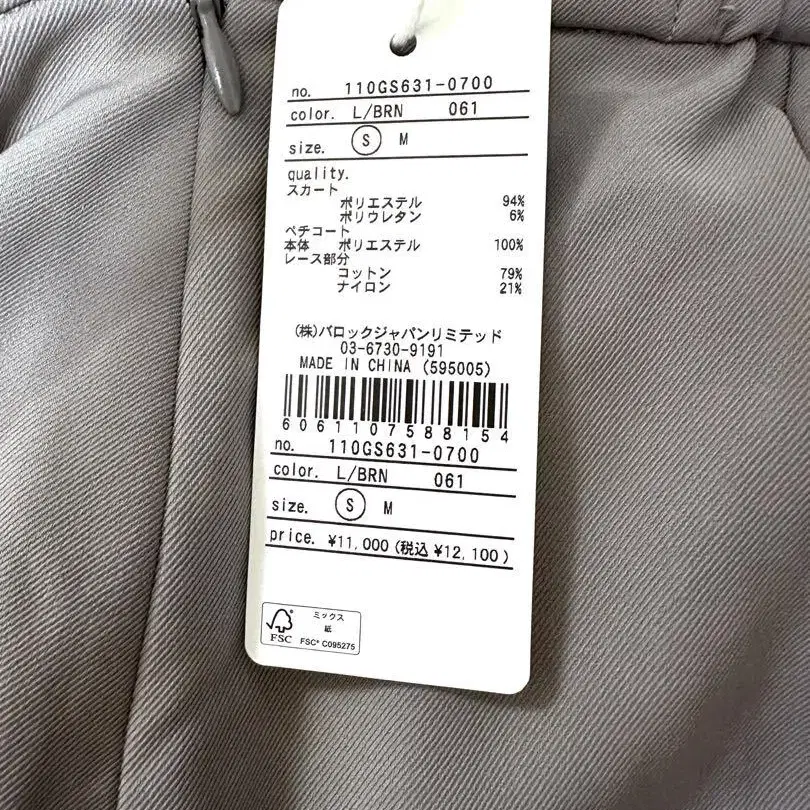 no. 110GS631-0700
color. L/BRN 061
size. S M
quality.
スカート
ポリエステル 94%
ポリウレタン 6%
ペチコート
本体 ポリエステル 100%
レース部分
コットン 79%
ナイロン 21%
(株)バロックジャパンリミテッド
03-6730-9191
MADE IN CHINA (595005)
6061107588154
no. 110GS631-0700
color. L/BRN 061
size. S M
price. ¥11,000(税込¥12,100)
ミックス
紙
FSC
FSC® C095275